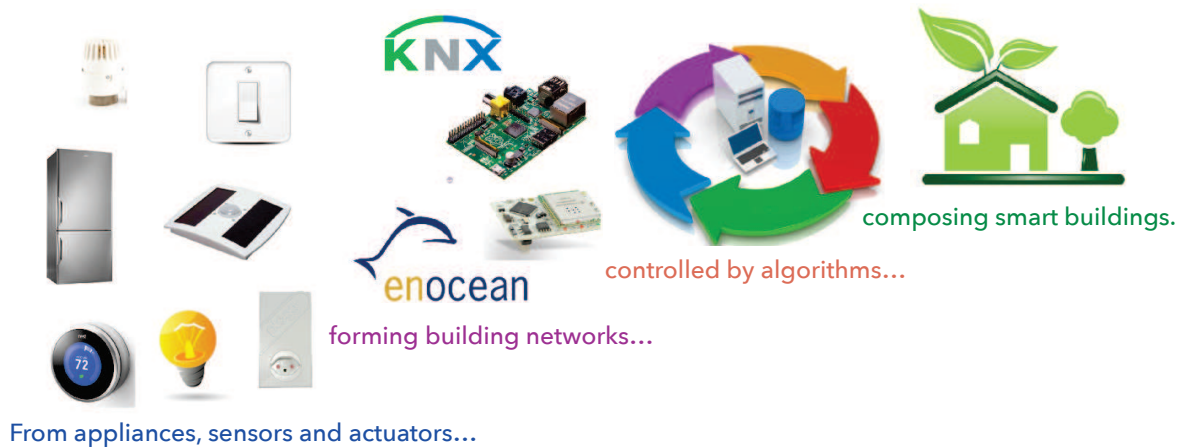 KNX
enocean
72
composing smart buildings.
controlled by algorithms...
forming building networks...
From appliances, sensors and actuators...